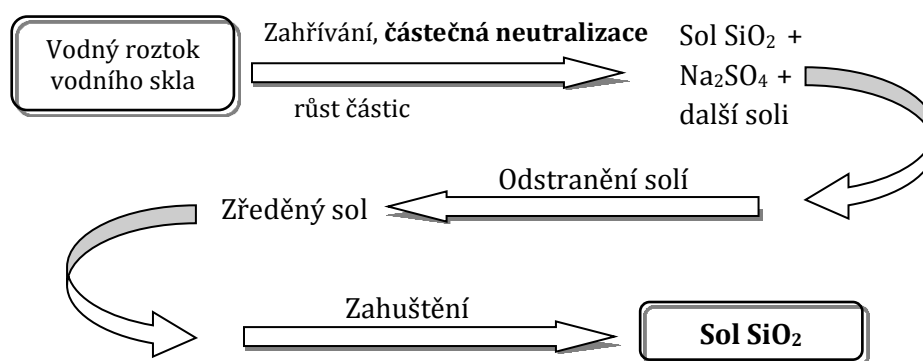 Vodný roztok
vodního skla
Zahřívání, částečná neutralizace
růst částic
Sol SiO₂ +
Na₂SO₄ +
další soli
Odstranění solí
Zředěný sol
Zahuštění
Sol SiO₂